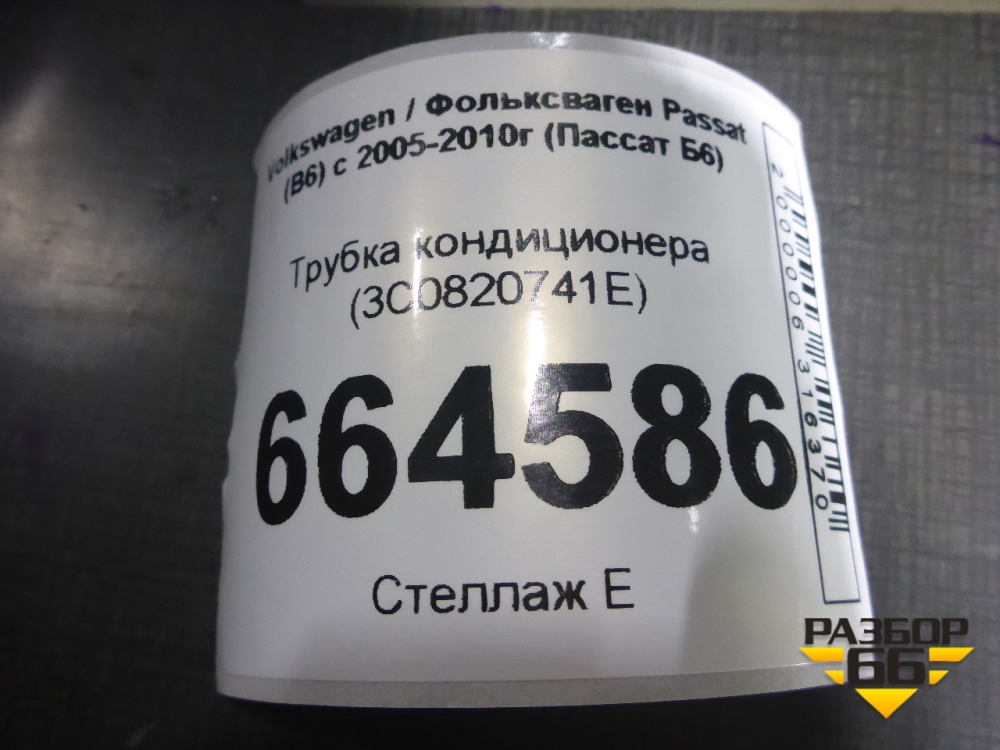 Volkswagen / Фольксваген Passat
(B6) с 2005-2010г (Пассат Б6)
Трубка кондиционера
(3C0820741E)
664586
Стеллаж Е
2000006316370
РАЗБОР
66